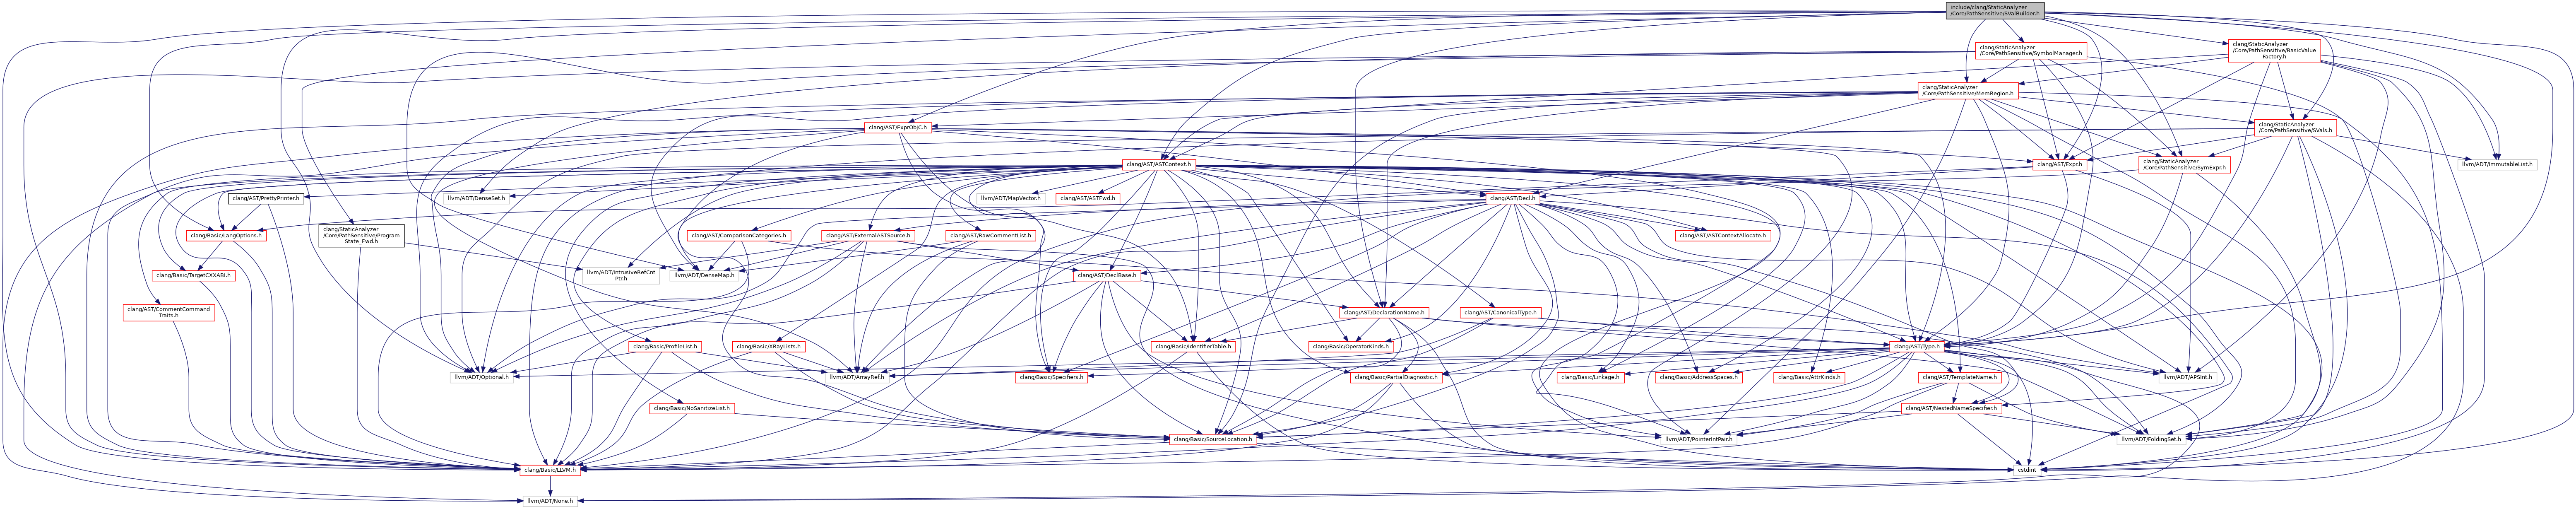 include/clang/StaticAnalyzer
/Core/PathSensitive/SValBuilder.h
clang/StaticAnalyzer
/Core/PathSensitive/SymbolManager.h
clang/StaticAnalyzer
/Core/PathSensitive/BasicValue
Factory.h
clang/StaticAnalyzer
/Core/PathSensitive/MemRegion.h
clang/AST/ExprObjC.h
clang/StaticAnalyzer
/Core/PathSensitive/SVals.h
clang/AST/ASTContext.h
clang/AST/Expr.h
clang/StaticAnalyzer
/Core/PathSensitive/SymExpr.h
llvm/ADT/ImmutableList.h
clang/AST/PrettyPrinter.h
llvm/ADT/DenseSet.h
llvm/ADT/MapVector.h
clang/AST/ASTFwd.h
clang/AST/Decl.h
clang/Basic/LangOptions.h
clang/StaticAnalyzer
/Core/PathSensitive/Program
State_Fwd.h
clang/AST/ComparisonCategories.h
clang/AST/ExternalASTSource.h
clang/AST/RawCommentList.h
clang/AST/ASTContextAllocate.h
clang/Basic/TargetCXXABI.h
llvm/ADT/IntrusiveRefCnt
Ptr.h
llvm/ADT/DenseMap.h
clang/AST/DeclBase.h
clang/AST/CommentCommand
Traits.h
clang/AST/DeclarationName.h
clang/AST/CanonicalType.h
clang/Basic/ProfileList.h
clang/Basic/XRayLists.h
clang/Basic/IdentifierTable.h
clang/Basic/OperatorKinds.h
clang/AST/Type.h
llvm/ADT/Optional.h
llvm/ADT/ArrayRef.h
clang/Basic/Specifiers.h
clang/Basic/PartialDiagnostic.h
clang/Basic/Linkage.h
clang/Basic/AddressSpaces.h
clang/Basic/AttrKinds.h
clang/AST/TemplateName.h
llvm/ADT/APSInt.h
clang/Basic/NoSanitizeList.h
clang/AST/NestedNameSpecifier.h
clang/Basic/SourceLocation.h
llvm/ADT/PointerIntPair.h
llvm/ADT/FoldingSet.h
clang/Basic/LLVM.h
cstdint
llvm/ADT/None.h